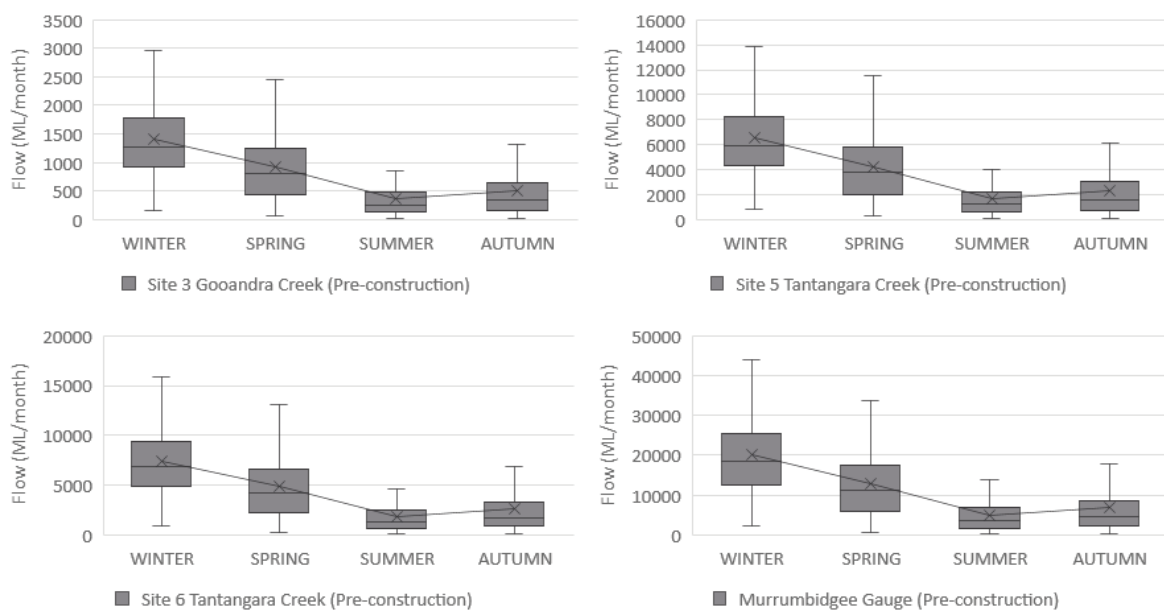 Flow (ML/month)
3500
3000
2500
2000
1500
1000
500
0
WINTER SPRING SUMMER AUTUMN
Site 3 Gooandra Creek (Pre-construction)
Flow (ML/month)
16000
14000
12000
10000
8000
6000
4000
2000
0
WINTER SPRING SUMMER AUTUMN
Site 5 Tantangara Creek (Pre-construction)
Flow (ML/month)
20000
15000
10000
5000
0
WINTER SPRING SUMMER AUTUMN
Site 6 Tantangara Creek (Pre-construction)
Flow (ML/month)
50000
40000
30000
20000
10000
0
WINTER SPRING SUMMER AUTUMN
Murrumbidgee Gauge (Pre-construction)